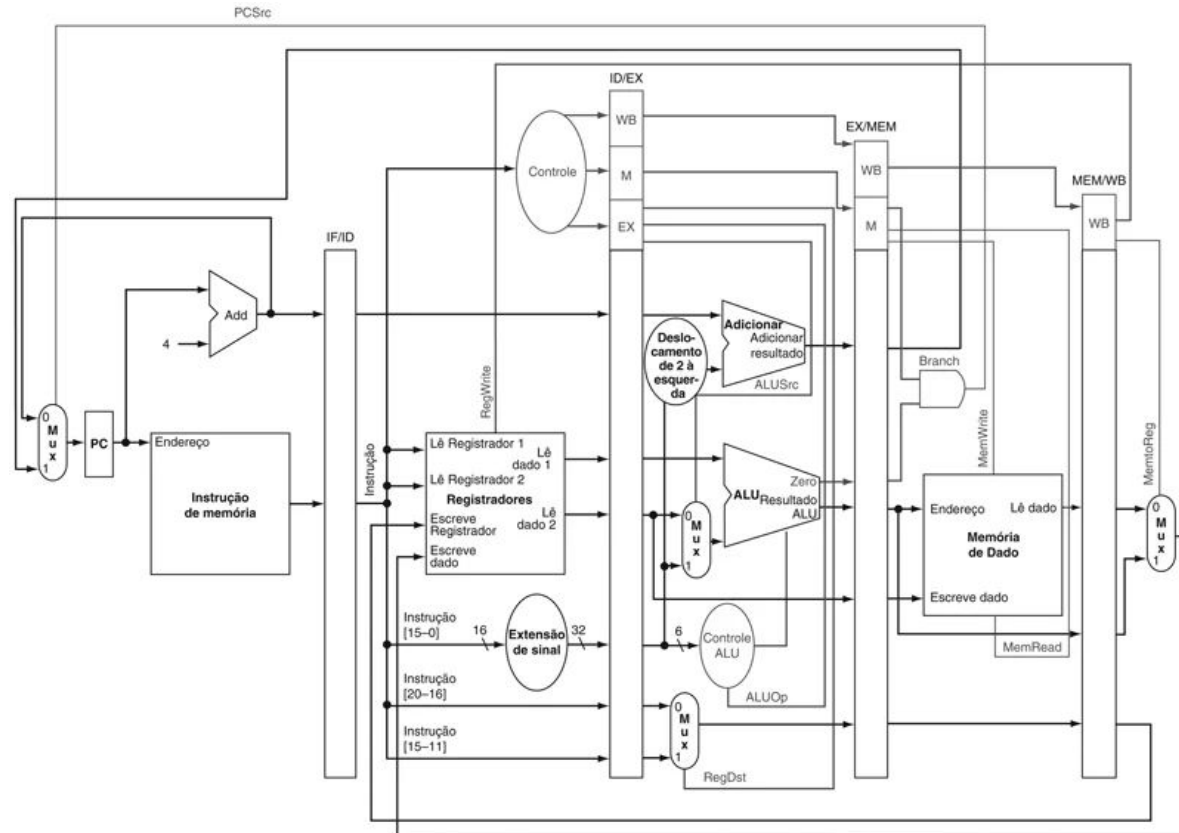 PCSrc
ID/EX
WB
EX/MEM
Controle
M
WB
MEM/WB
EX
M
WB
IF/ID
Add
4
Adicionar
Adicionar
resultado
Deslo-
camento
de 2 à
esquer-
da
ALUSrc
Branch
RegWrite
MemWrite
MemtoReg
0
M
u
x
1
PC
Endereço
Instrução
de memória
Instrução
Lê Registrador 1
Lê
dado 1
Lê Registrador 2
Registradores
Lê
dado 2
Escreve
Registrador
Escreve
dado
0
M
u
x
1
Zero
ALU
Resultado
ALU
Endereço
Lê dado
Memória
de Dado
Escreve dado
0
M
u
x
1
MemRead
Instrução
[15–0]
16
Extensão
de sinal
32
6
Controle
ALU
ALUOp
Instrução
[20–16]
Instrução
[15–11]
0
M
u
x
1
RegDst